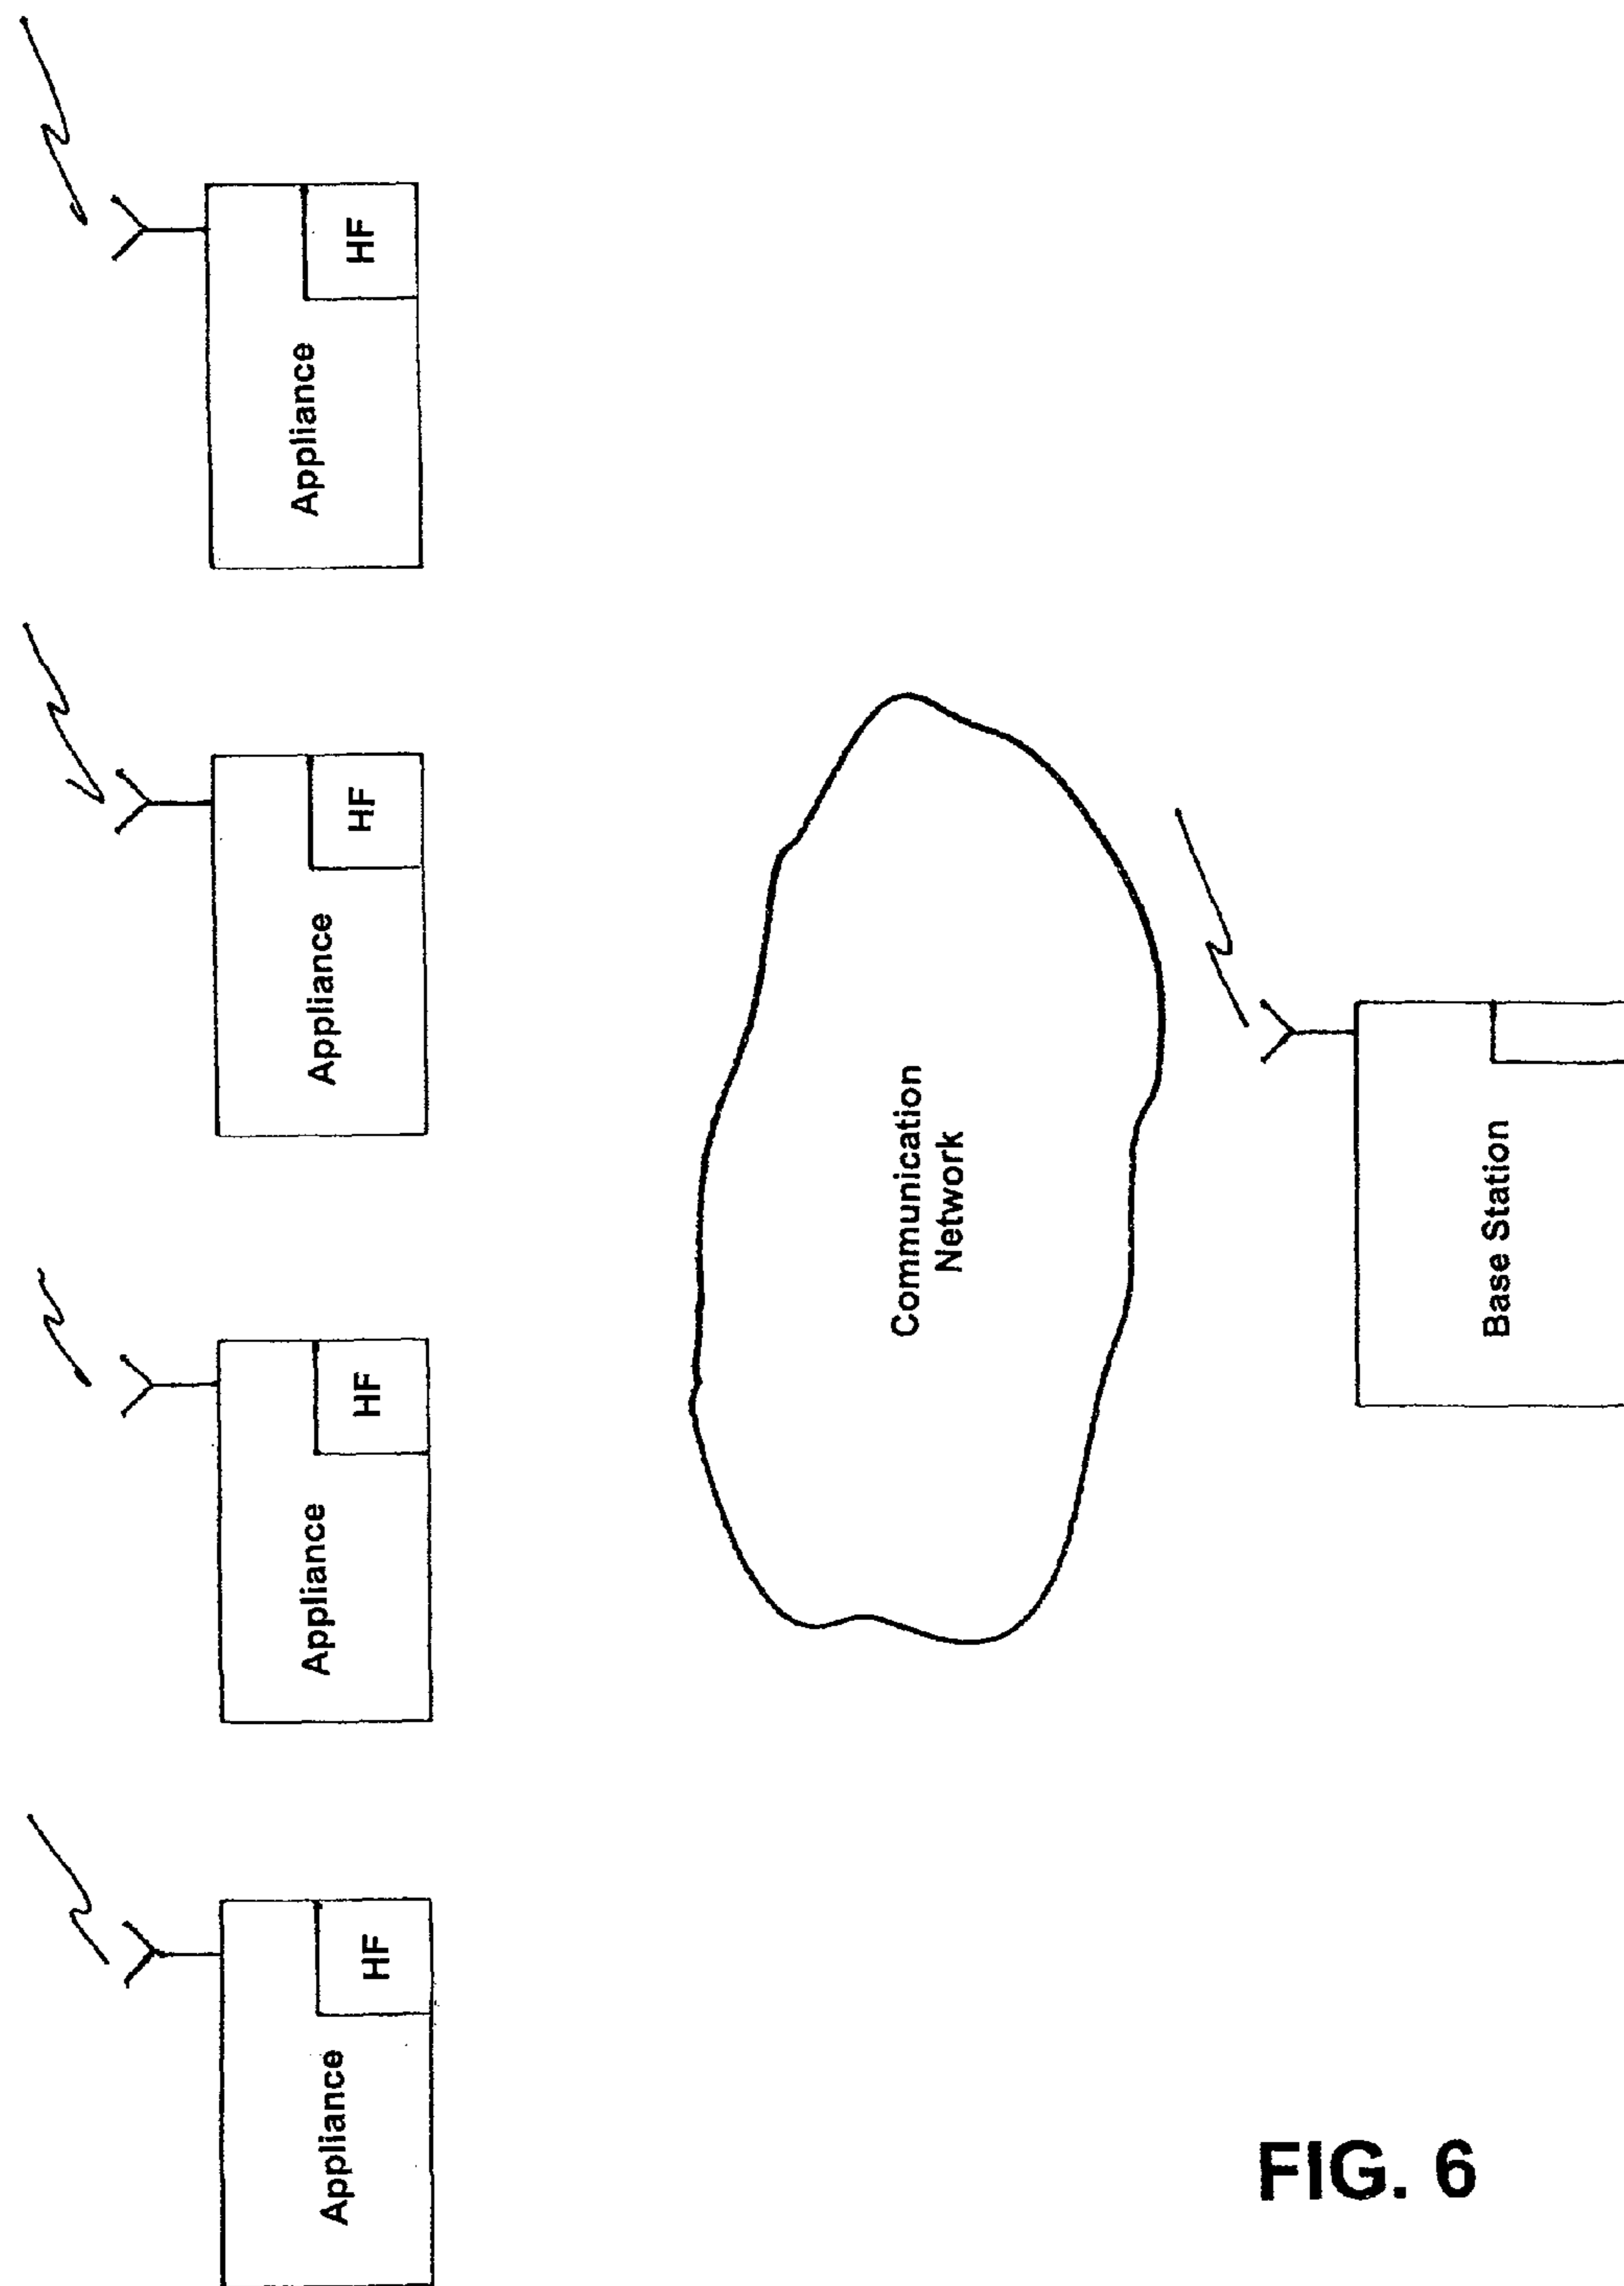 HF
Appliance
HF
Appliance
HF
Appliance
HF
Appliance
Communication
Network
Base Station
FIG. 6